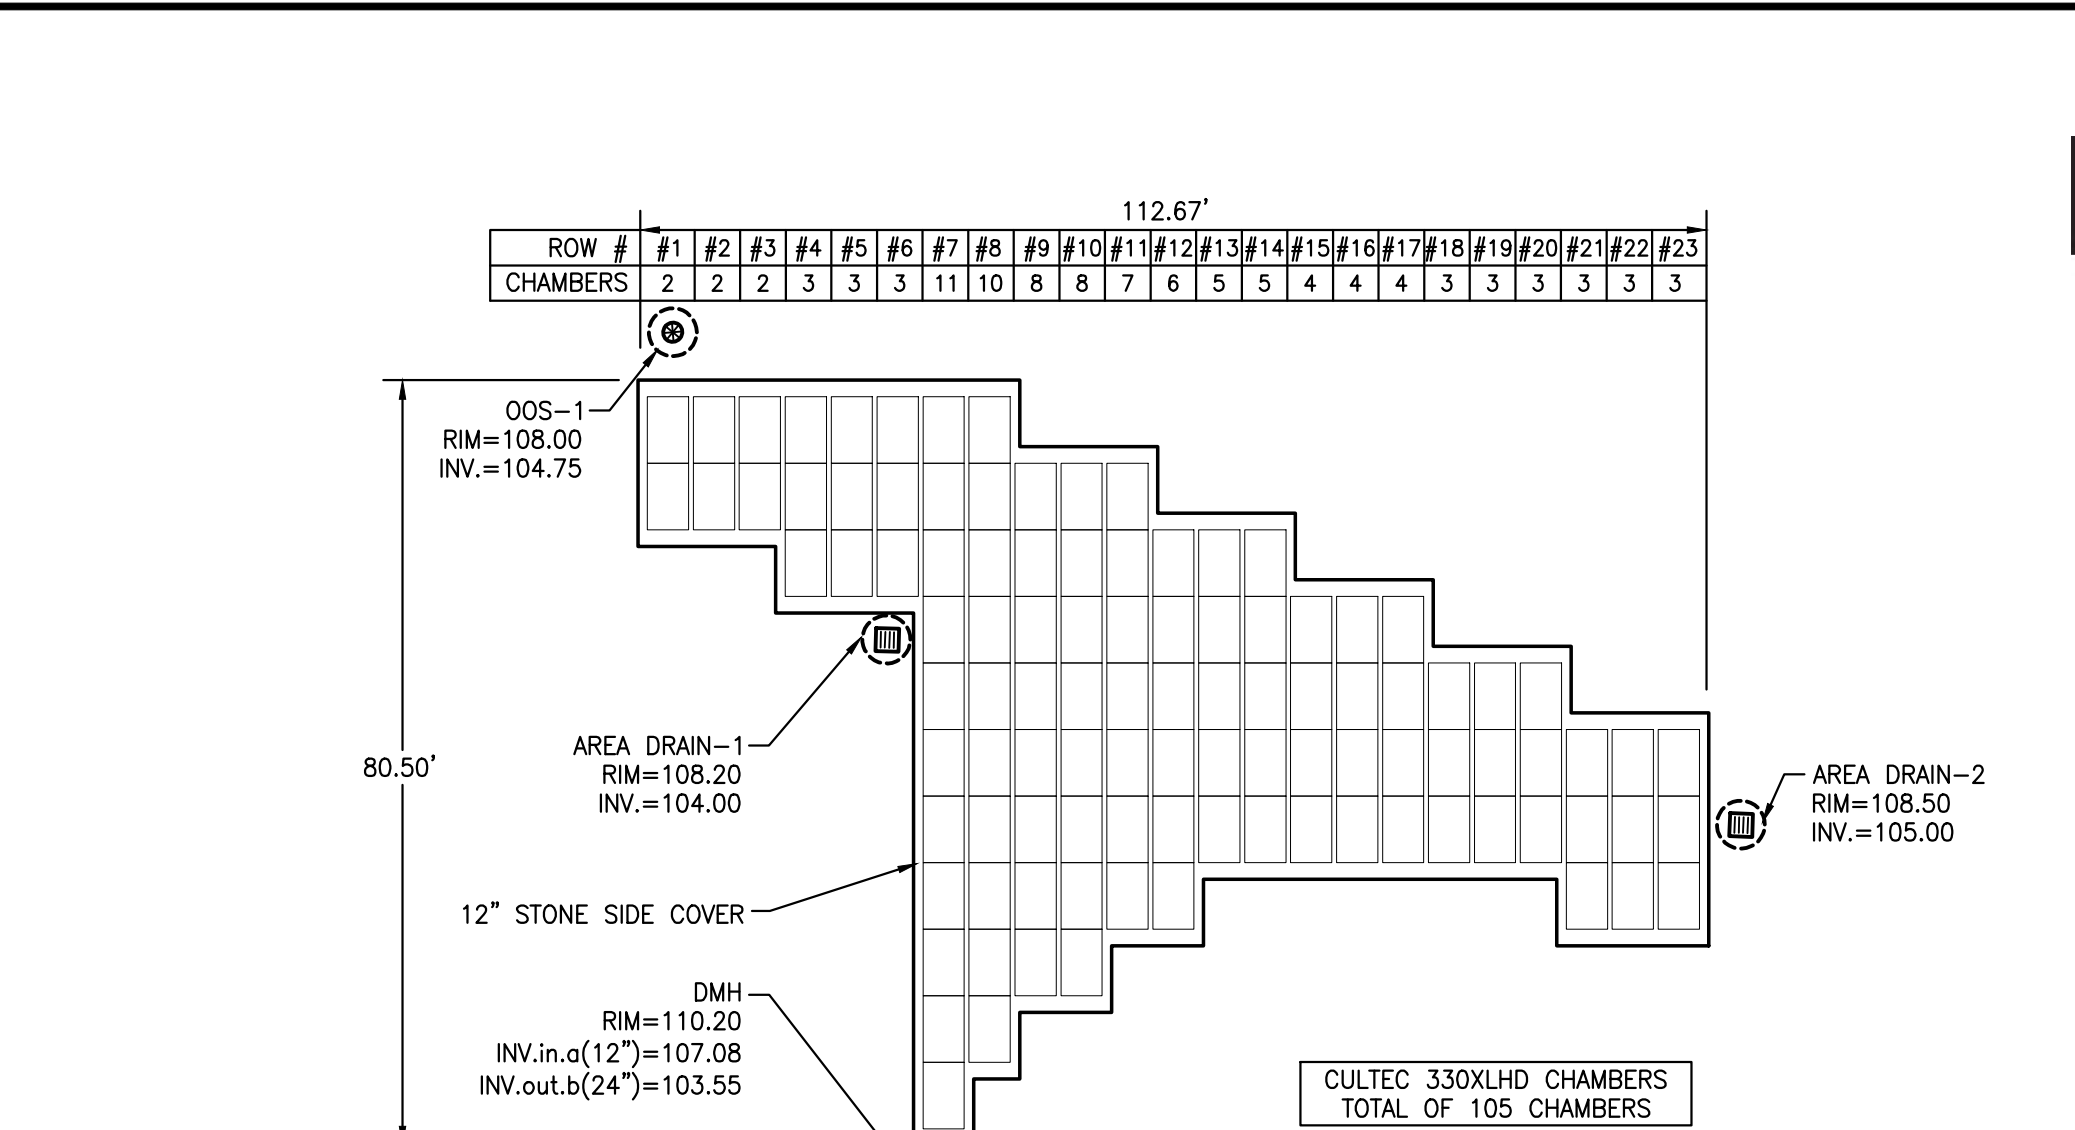 112.67'
ROW # #1 #2 #3 #4 #5 #6 #7 #8 #9 #10 #11 #12 #13 #14 #15 #16 #17 #18 #19 #20 #21 #22 #23
CHAMBERS 2 2 2 3 3 3 11 10 8 8 7 6 5 5 4 4 4 3 3 3 3 3 3
OOS-1
RIM=108.00
INV.=104.75
80.50'
AREA DRAIN-1
RIM=108.20
INV.=104.00
AREA DRAIN-2
RIM=108.50
INV.=105.00
12" STONE SIDE COVER
DMH
RIM=110.20
INV.in.a(12")=107.08
INV.out.b(24")=103.55
CULTEC 330XLHD CHAMBERS
TOTAL OF 105 CHAMBERS